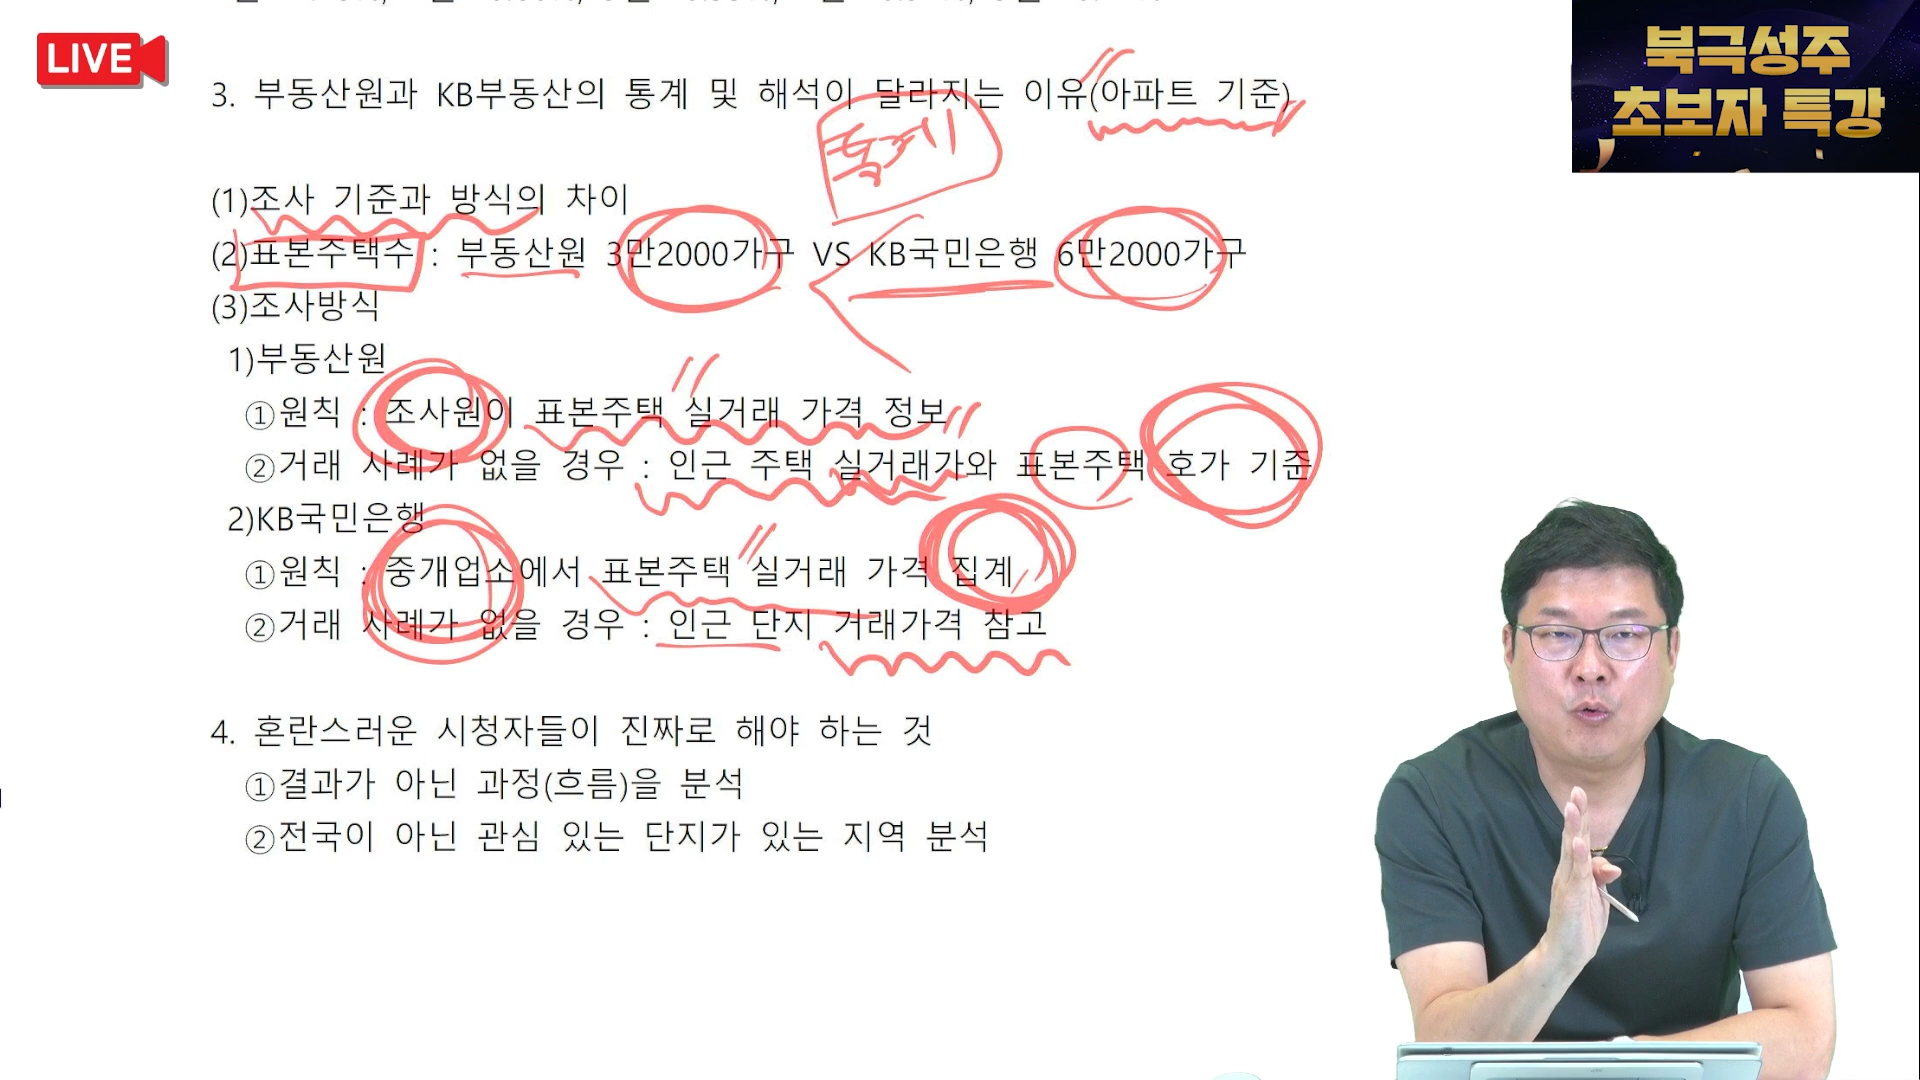 LIVE
북극성주
초보자 특강
3. 부동산원과 KB부동산의 통계 및 해석이 달라지는 이유(아파트 기준)
(1)조사 기준과 방식의 차이
(2)표본주택수 : 부동산원 3만2000가구 VS KB국민은행 6만2000가구
(3)조사방식
1)부동산원
①원칙 : 조사원이 표본주택 실거래 가격 정보
②거래 사례가 없을 경우 : 인근 주택 실거래가와 표본주택 호가 기준
2)KB국민은행
①원칙 : 중개업소에서 표본주택 실거래 가격 집계
②거래 사례가 없을 경우 : 인근 단지 거래가격 참고
4. 혼란스러운 시청자들이 진짜로 해야 하는 것
①결과가 아닌 과정(흐름)을 분석
②전국이 아닌 관심 있는 단지가 있는 지역 분석